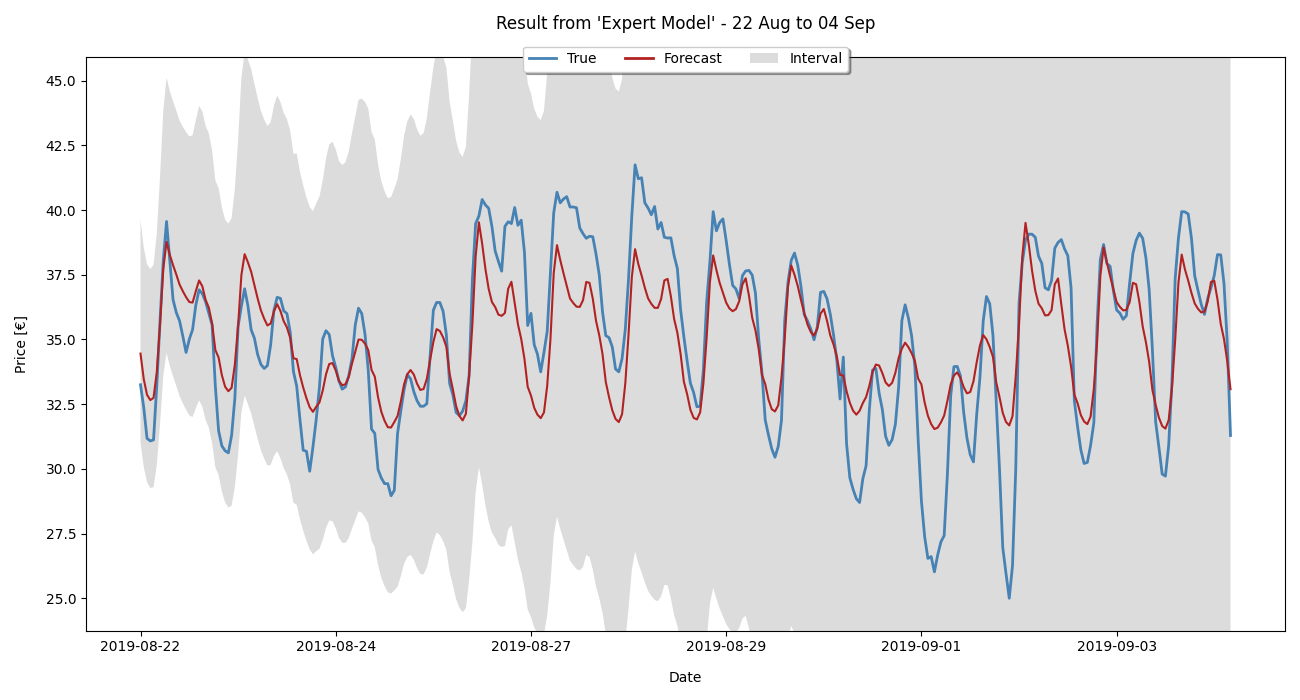 Result from 'Expert Model' - 22 Aug to 04 Sep
True Forecast Interval
45.0
42.5
40.0
37.5
35.0
32.5
30.0
27.5
25.0
Price [€]
2019-08-22 2019-08-24 2019-08-27 2019-08-29 2019-09-01 2019-09-03
Date